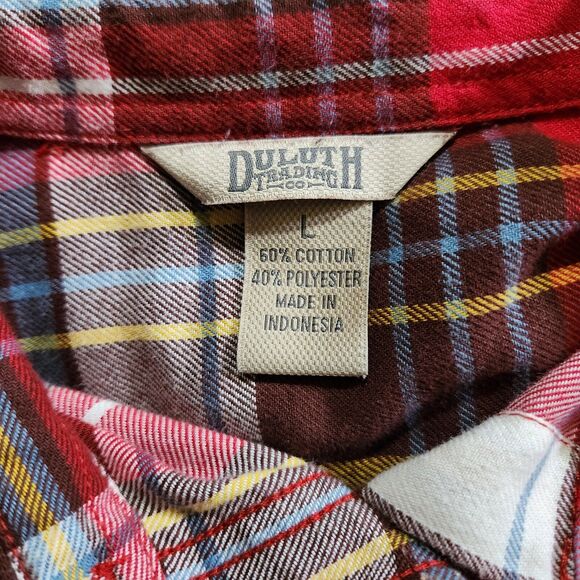 DULUTH
TRADING
CO
L
60% COTTON
40% POLYESTER
MADE IN
INDONESIA